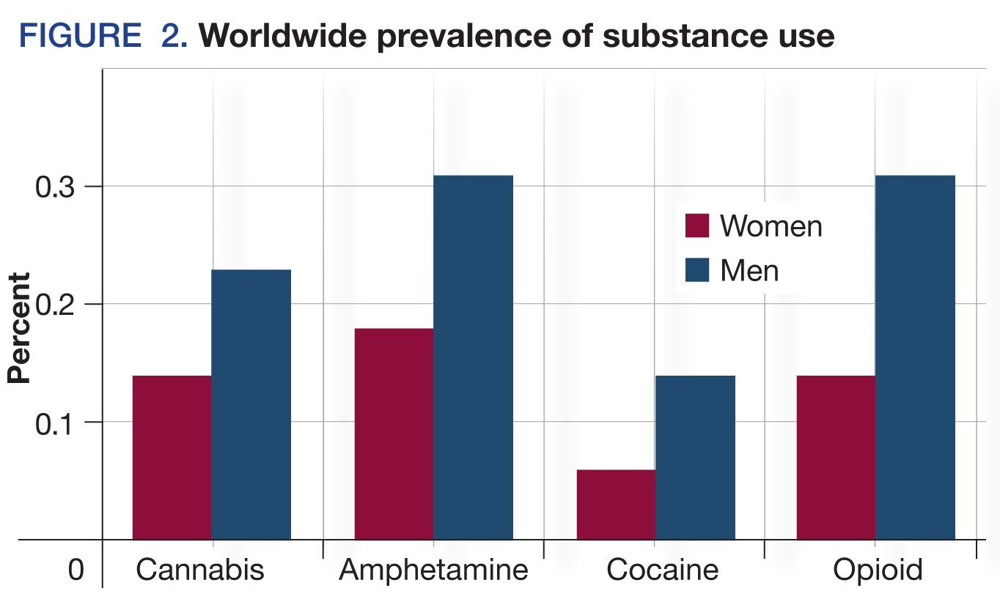 FIGURE 2. Worldwide prevalence of substance use
0.3
Women
Men
0.2
Percent
0.1
0 Cannabis Amphetamine Cocaine Opioid